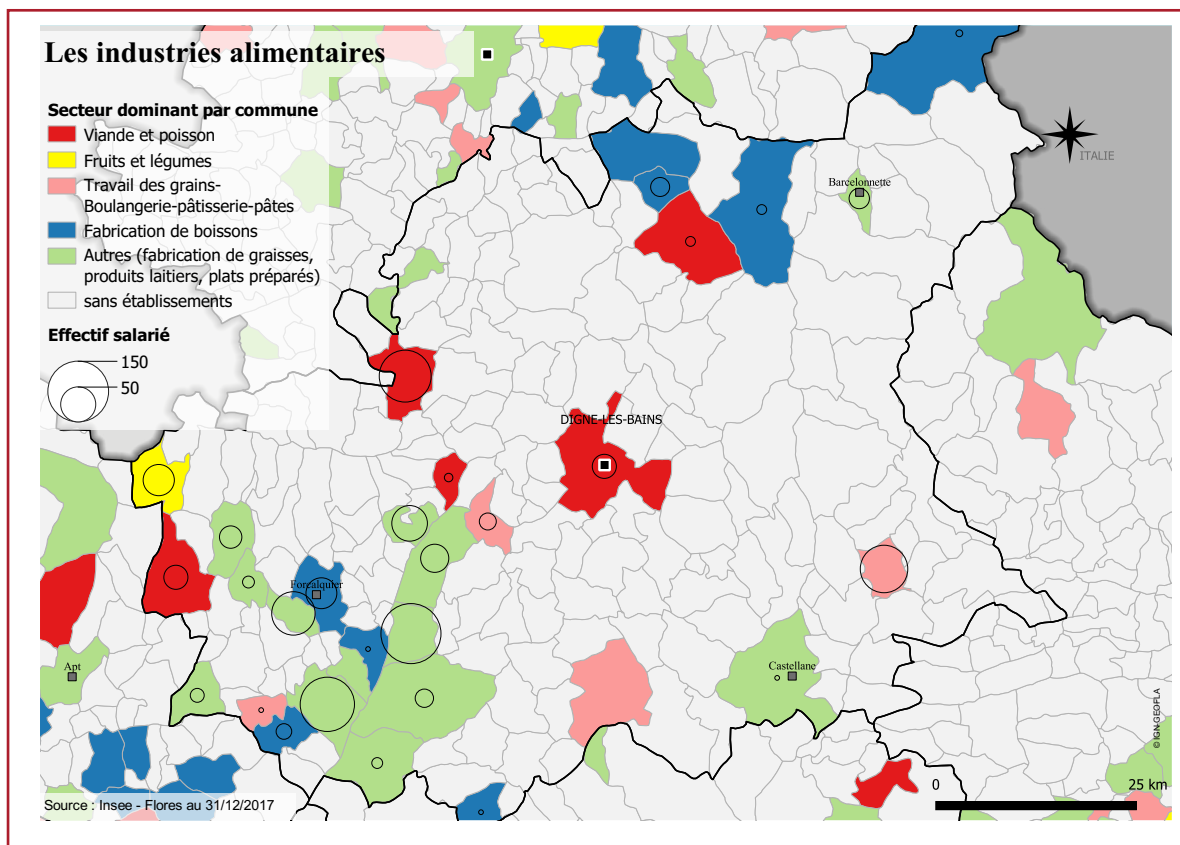 Les industries alimentaires
Secteur dominant par commune
Viande et poisson
Fruits et légumes
Travail des grains-
Boulangerie-pâtisserie-pâtes
Fabrication de boissons
Autres (fabrication de graisses,
produits laitiers, plats préparés)
sans établissements
Effectif salarié
150
50
ITALIE
Barcelonnette
DIGNE-LES-BAINS
Forcalquier
Apt
Castellane
© IGN-GEOPLA
0 25 km
Source : Insee - Flores au 31/12/2017